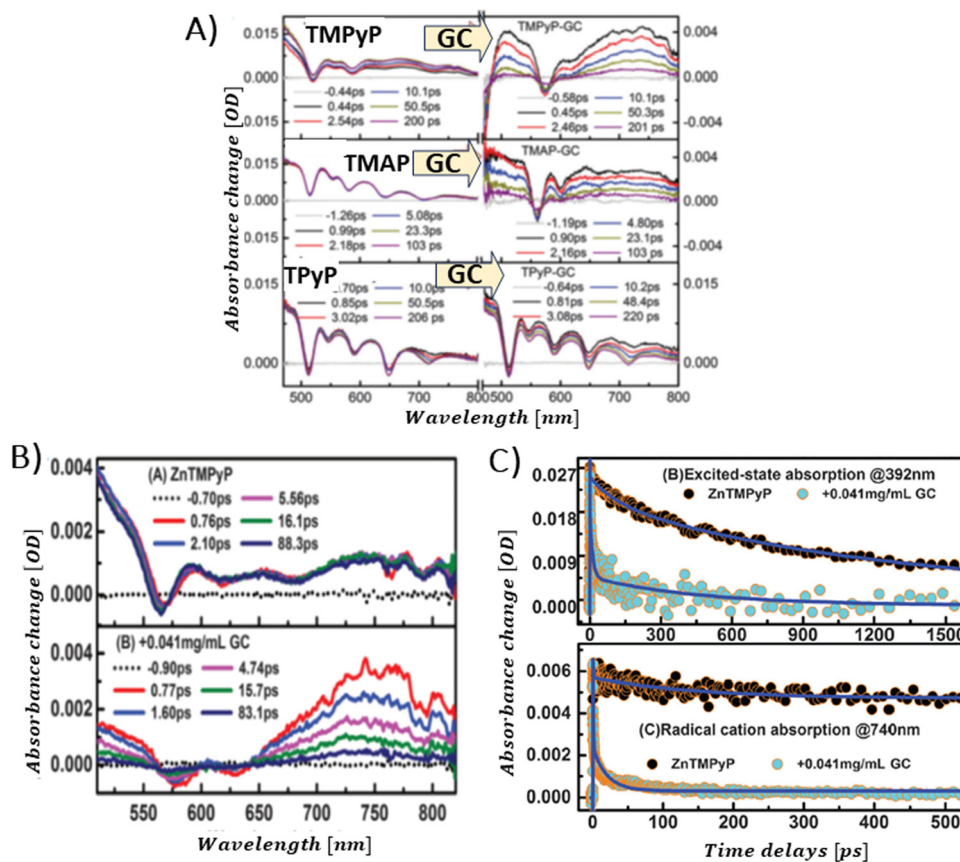 A)
TMPyP
GC
TMPyP-GC
0.015
0.000
0.015
0.004
0.000
-0.004
-0.44ps 10.1ps
0.44ps 50.5ps
2.54ps 200 ps
-0.58ps 10.1ps
0.45ps 50.3ps
2.46ps 201 ps
TMAP
GC
TMAP-GC
0.015
0.000
0.015
0.004
0.000
-0.004
-1.26ps 5.08ps
0.99ps 23.3ps
2.18ps 103 ps
-1.19ps 4.80ps
0.90ps 23.1ps
2.16ps 103 ps
TPyP
GC
TPyP-GC
0.015
0.000
0.015
0.000
.70ps 10.0ps
0.85ps 50.5ps
3.02ps 206 ps
-0.64ps 10.2ps
0.81ps 48.4ps
3.08ps 220 ps
Absorbance change [OD]
500 600 700 500 600 700 800
Wavelength [nm]
B)
(A) ZnTMPyP
0.004
0.002
0.000
-0.70ps 5.56ps
0.76ps 16.1ps
2.10ps 88.3ps
(B) +0.041mg/mL GC
0.004
0.002
0.000
-0.90ps 4.74ps
0.77ps 15.7ps
1.60ps 83.1ps
Absorbance change [OD]
550 600 650 700 750 800
Wavelength [nm]
C)
(B)Excited-state absorption @392nm
ZnTMPyP +0.041mg/mL GC
0.027
0.018
0.009
0.000
0 300 600 900 1200 1500
(C)Radical cation absorption @740nm
ZnTMPyP +0.041mg/mL GC
0.006
0.004
0.002
0.000
0 100 200 300 400 500
Absorbance change [OD]
Time delays [ps]